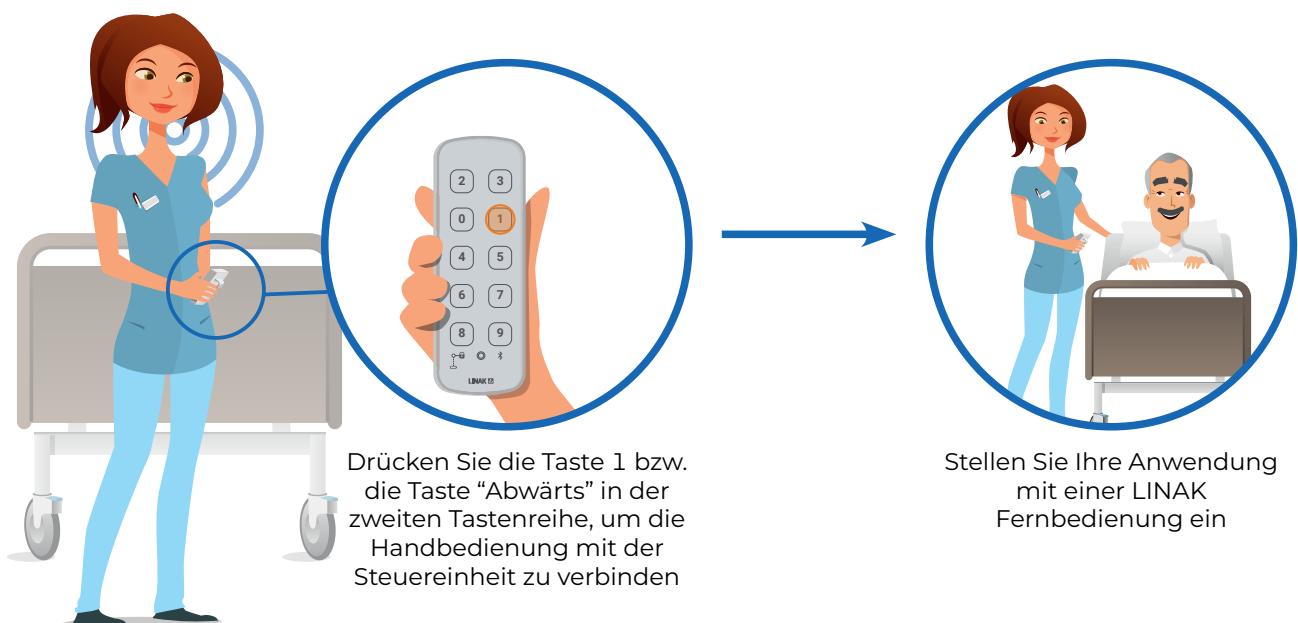 2 3
0 1
4 5
6 7
8 9
LINAK
Drücken Sie die Taste 1 bzw.
die Taste “Abwärts” in der
zweiten Tastenreihe, um die
Handbedienung mit der
Steuereinheit zu verbinden
Stellen Sie Ihre Anwendung
mit einer LINAK
Fernbedienung ein